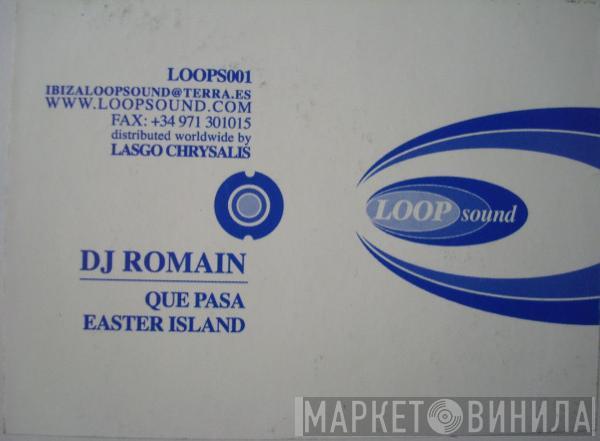 LOOPS001
IBIZALOOPSOUND@TERRA.ES
WWW.LOOPSOUND.COM
FAX: +34 971 301015
distributed worldwide by
LASGO CHRYSALIS
LOOP sound
DJ ROMAIN
QUE PASA
EASTER ISLAND
МАРКЕТ ВИНИЛА